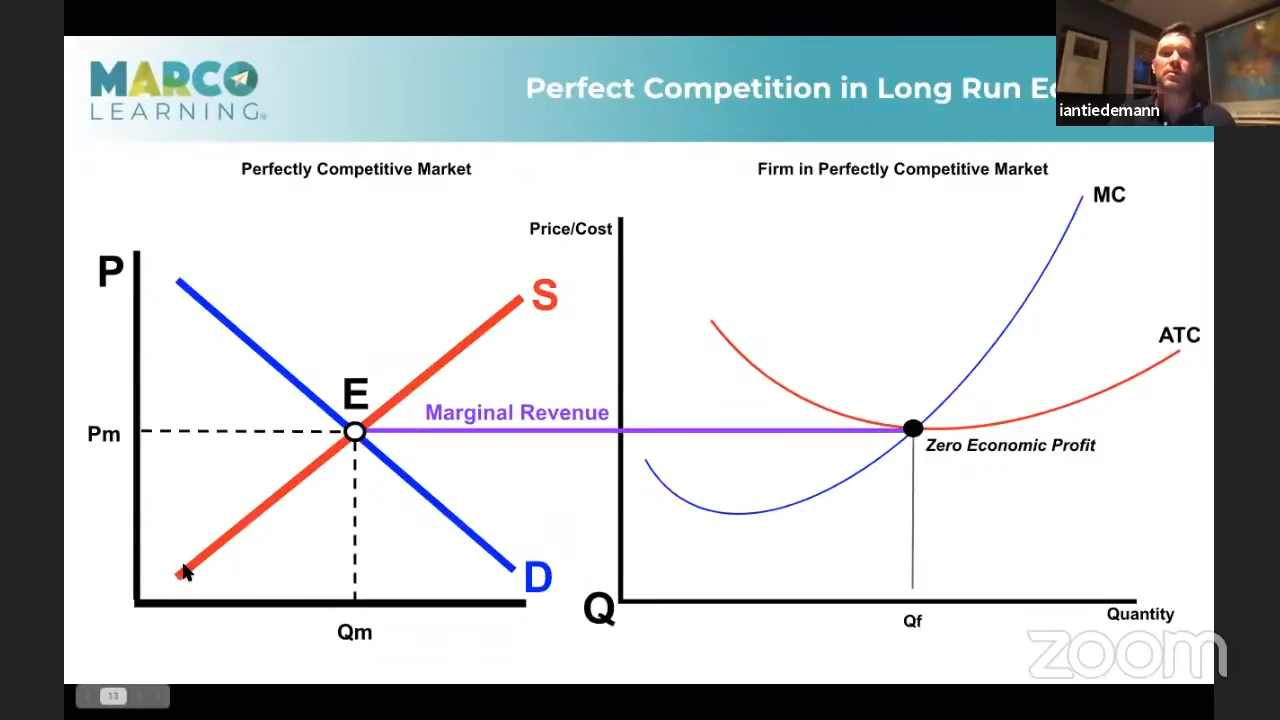 MARCO
LEARNING®
Perfect Competition in Long Run E
iantiedemann
Perfectly Competitive Market
Firm in Perfectly Competitive Market
MC
Price/Cost
P
S
ATC
E
Marginal Revenue
Pm
Zero Economic Profit
D
Q
Quantity
Qm
Qf
zoom
13